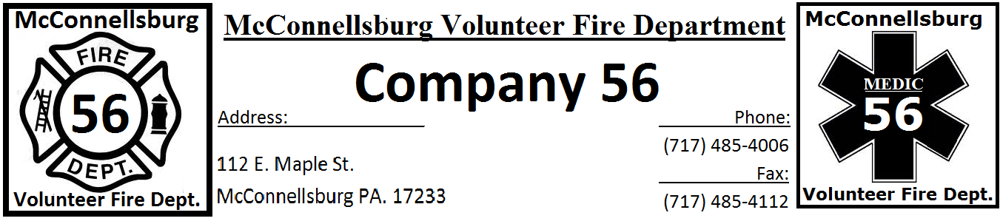 McConnellsburg
FIRE
56
DEPT.
Volunteer Fire Dept.
McConnellsburg Volunteer Fire Department
Company 56
Address:
112 E. Maple St.
McConnellsburg PA. 17233
Phone:
(717) 485-4006
Fax:
(717) 485-4112
McConnellsburg
MEDIC
56
Volunteer Fire Dept.